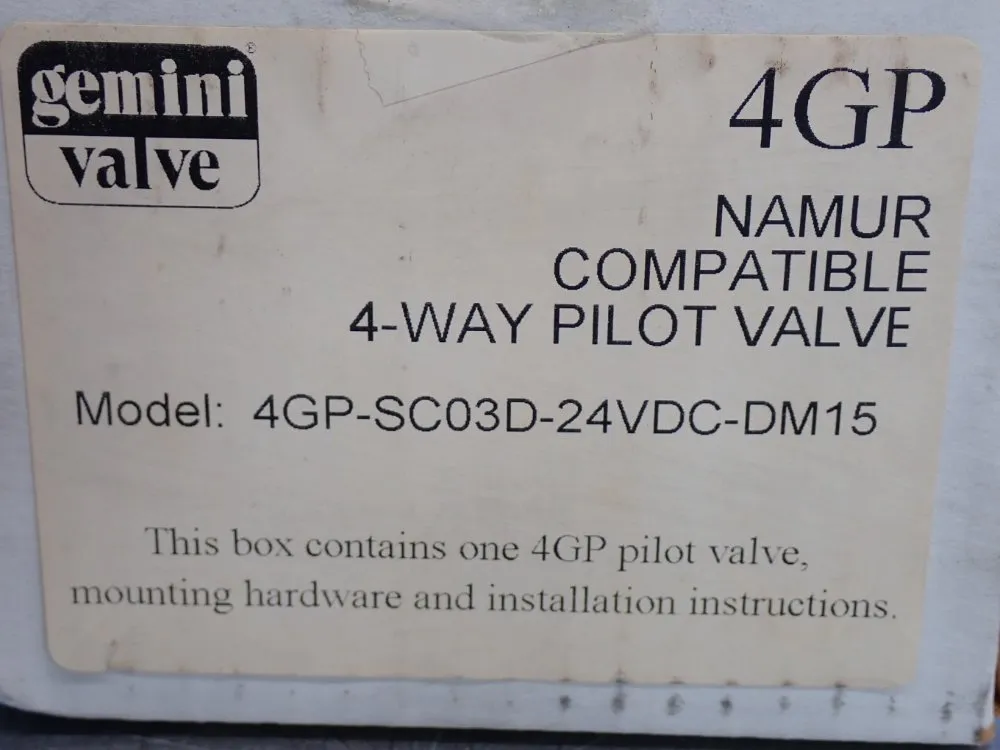 gemini®
valve
4GP
NAMUR
COMPATIBLE
4-WAY PILOT VALVE
Model: 4GP-SC03D-24VDC-DM15
This box contains one 4GP pilot valve,
mounting hardware and installation instructions.